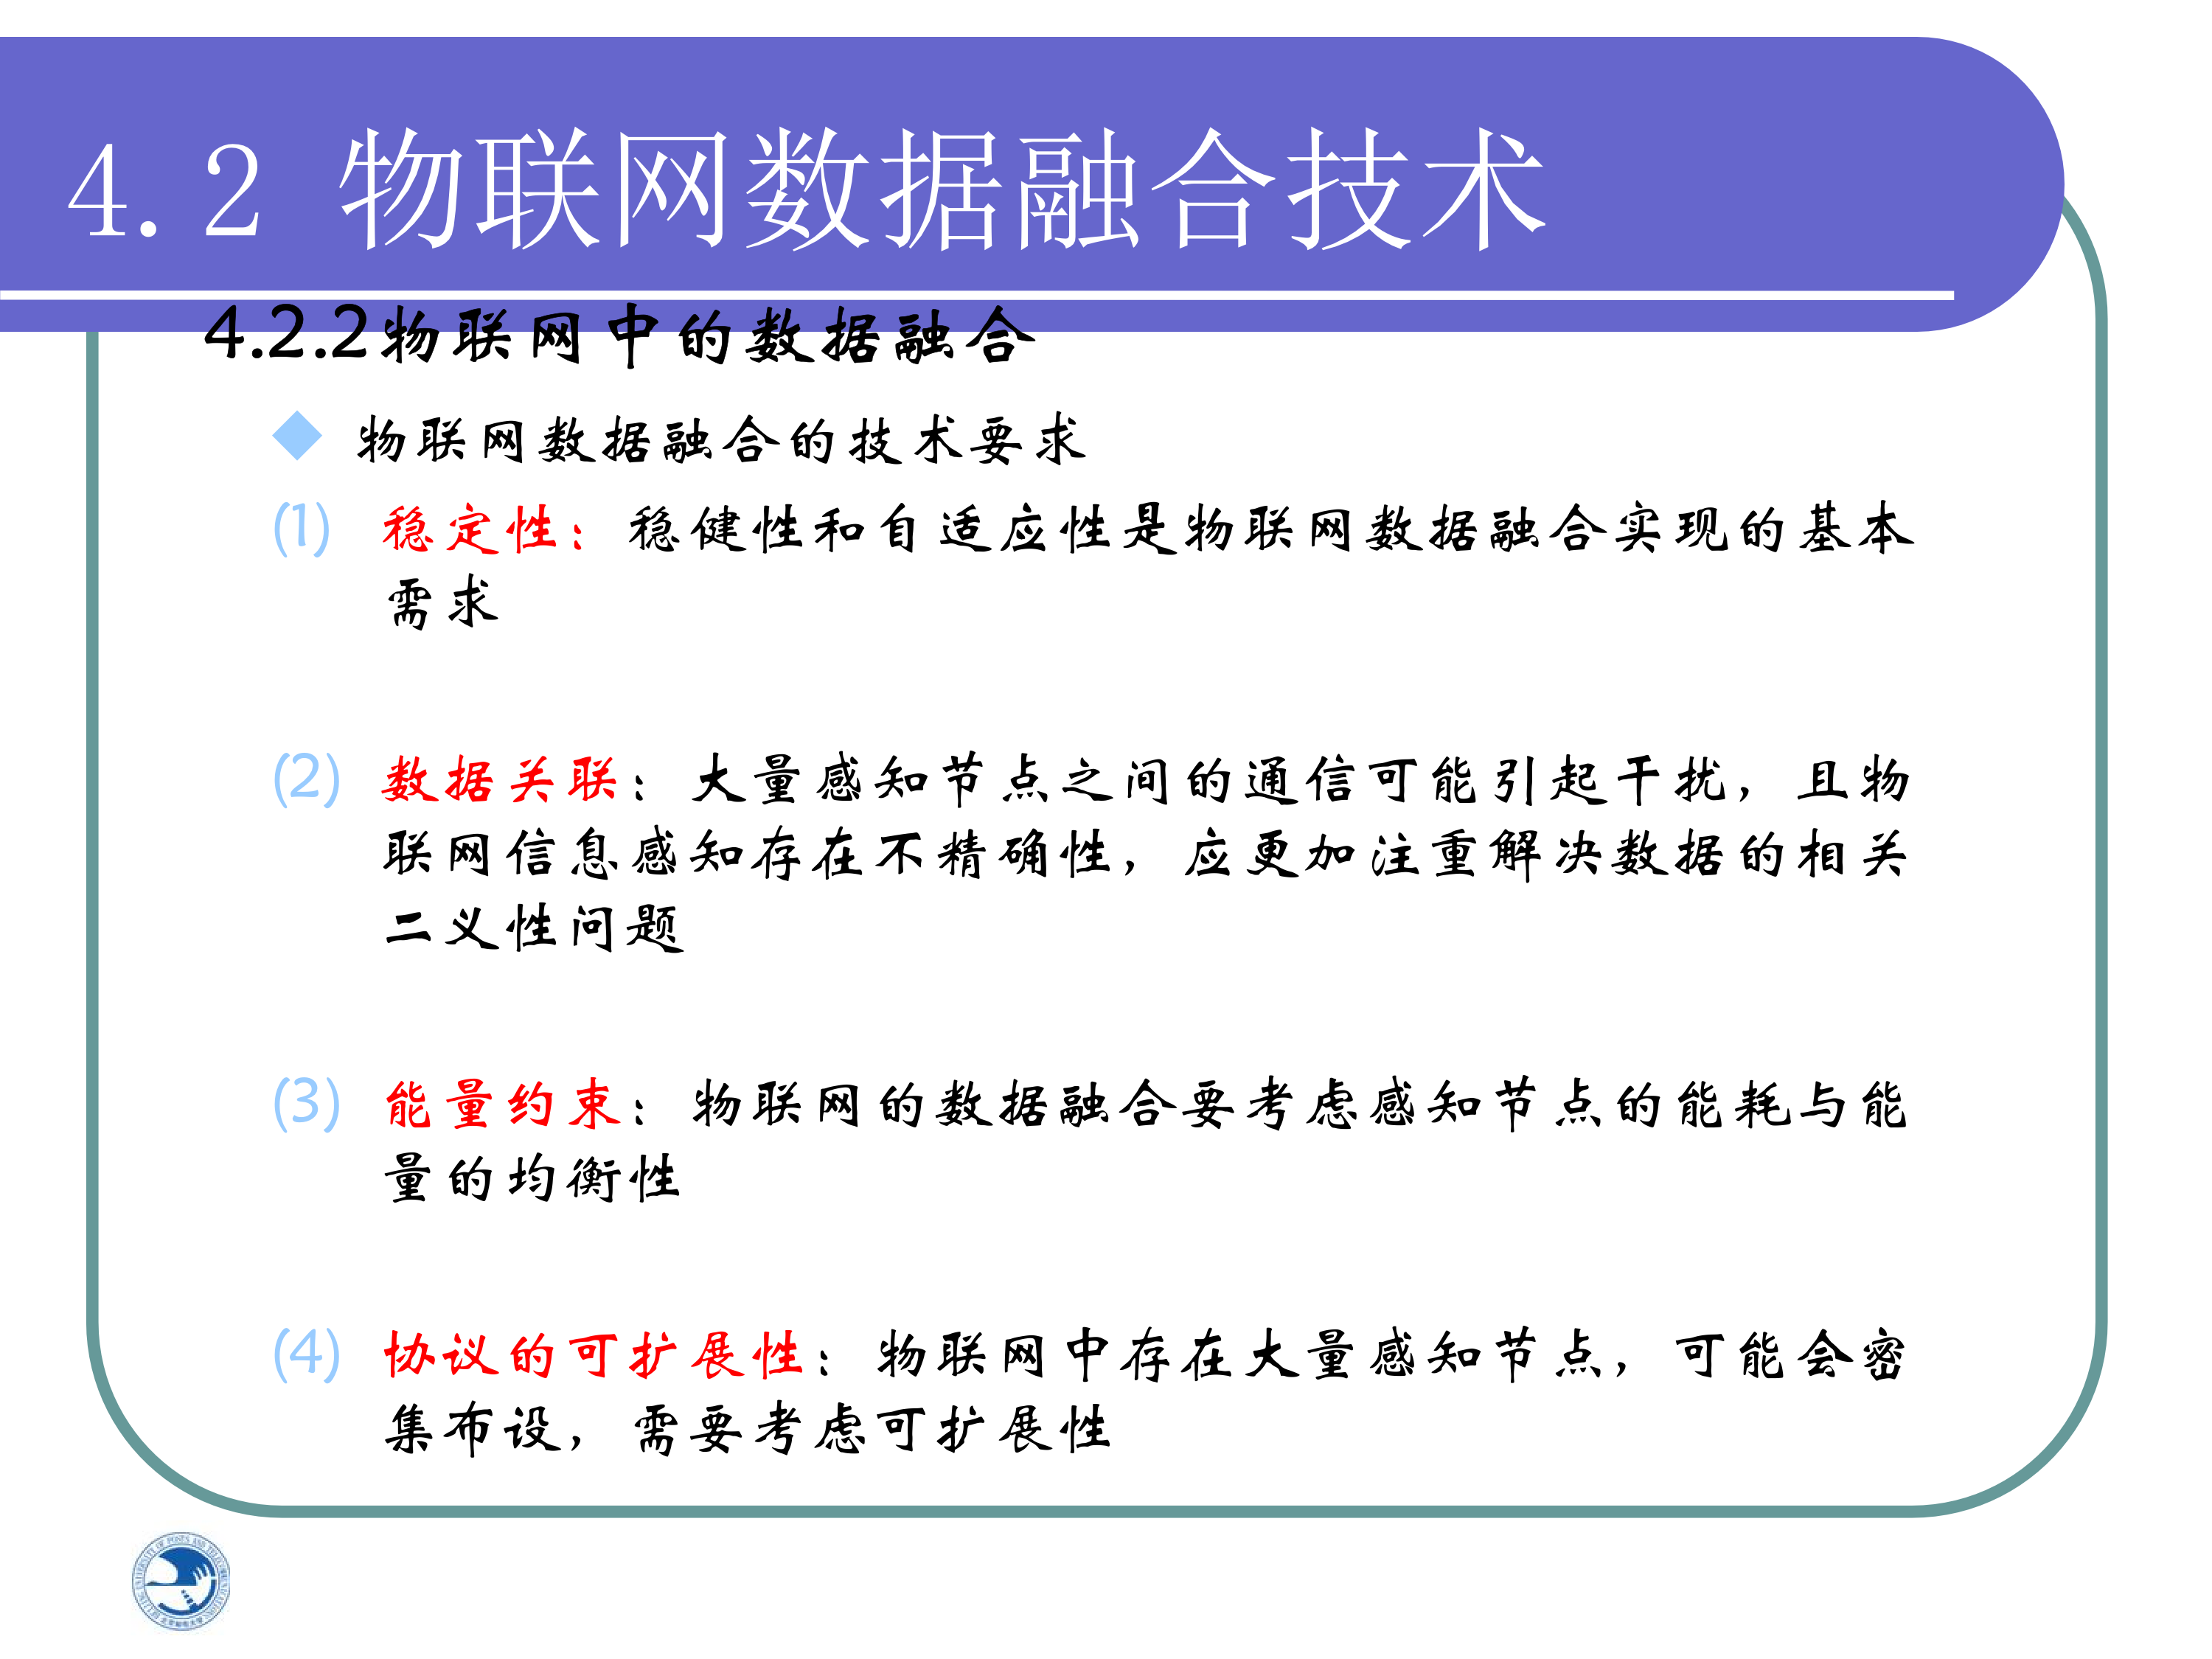 4.2 物联网数据融合技术
4.2.2物联网中的数据融合
物联网数据融合的技术要求
(1) 稳定性：稳健性和自适应性是物联网数据融合实现的基本
需求
(2) 数据关联：大量感知节点之间的通信可能引起干扰，且物
联网信息感知存在不精确性，应更加注重解决数据的相关
二义性问题
(3) 能量约束：物联网的数据融合要考虑感知节点的能耗与能
量的均衡性
(4) 协议的可扩展性：物联网中存在大量感知节点，可能会密
集布设，需要考虑可扩展性